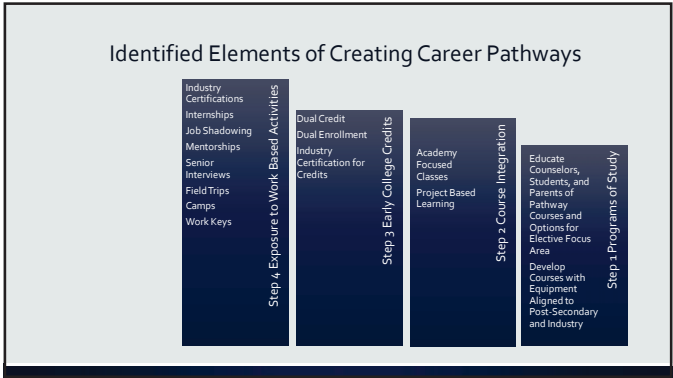 Identified Elements of Creating Career Pathways
Industry
Certifications
Internships
Job Shadowing
Mentorships
Senior
Interviews
Field Trips
Camps
Work Keys
Step 4 Exposure to Work Based Activities
Dual Credit
Dual Enrollment
Industry
Certification for
Credits
Step 3 Early College Credits
Academy
Focused
Classes
Project Based
Learning
Step 2 Course Integration
Educate
Counselors,
Students, and
Parents of
Pathway
Courses and
Options for
Elective Focus
Area
Develop
Courses with
Equipment
Aligned to
Post-Secondary
and Industry
Step 1 Programs of Study